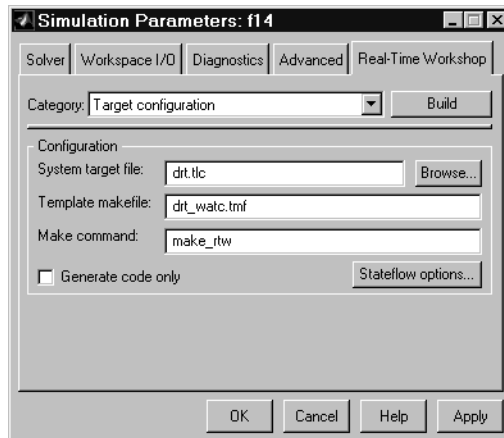 Simulation Parameters: f14
Solver Workspace I/O Diagnostics Advanced Real-Time Workshop
Category: Target configuration Build
Configuration
System target file: drt.tlc Browse...
Template makefile: drt_watc.tmf
Make command: make_rtw
Generate code only Stateflow options...
OK Cancel Help Apply